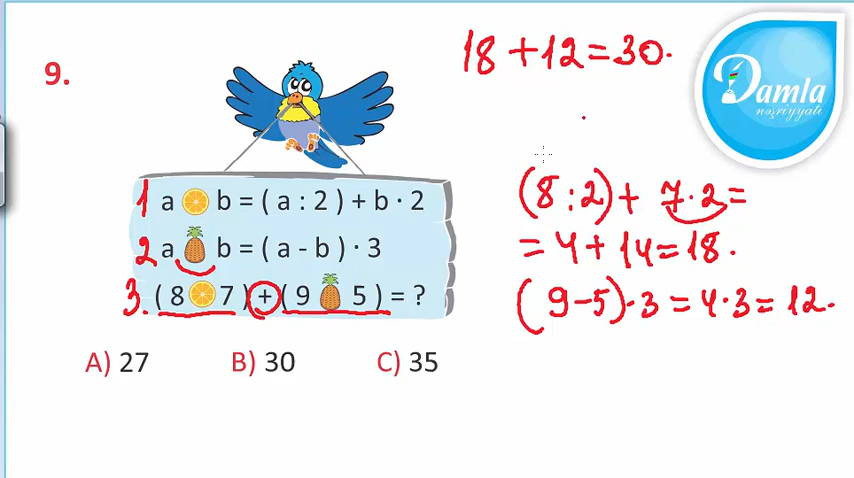 9.
18 + 12 = 30.
Damla
nəşriyyatı
1 a 🍊 b = ( a : 2 ) + b · 2
2 a 🍍 b = ( a - b ) · 3
3. ( 8 🍊 7 ) + ( 9 🍍 5 ) = ?
(8 : 2) + 7 · 2 =
= 4 + 14 = 18.
( 9 - 5) · 3 = 4 · 3 = 12.
A) 27 B) 30 C) 35